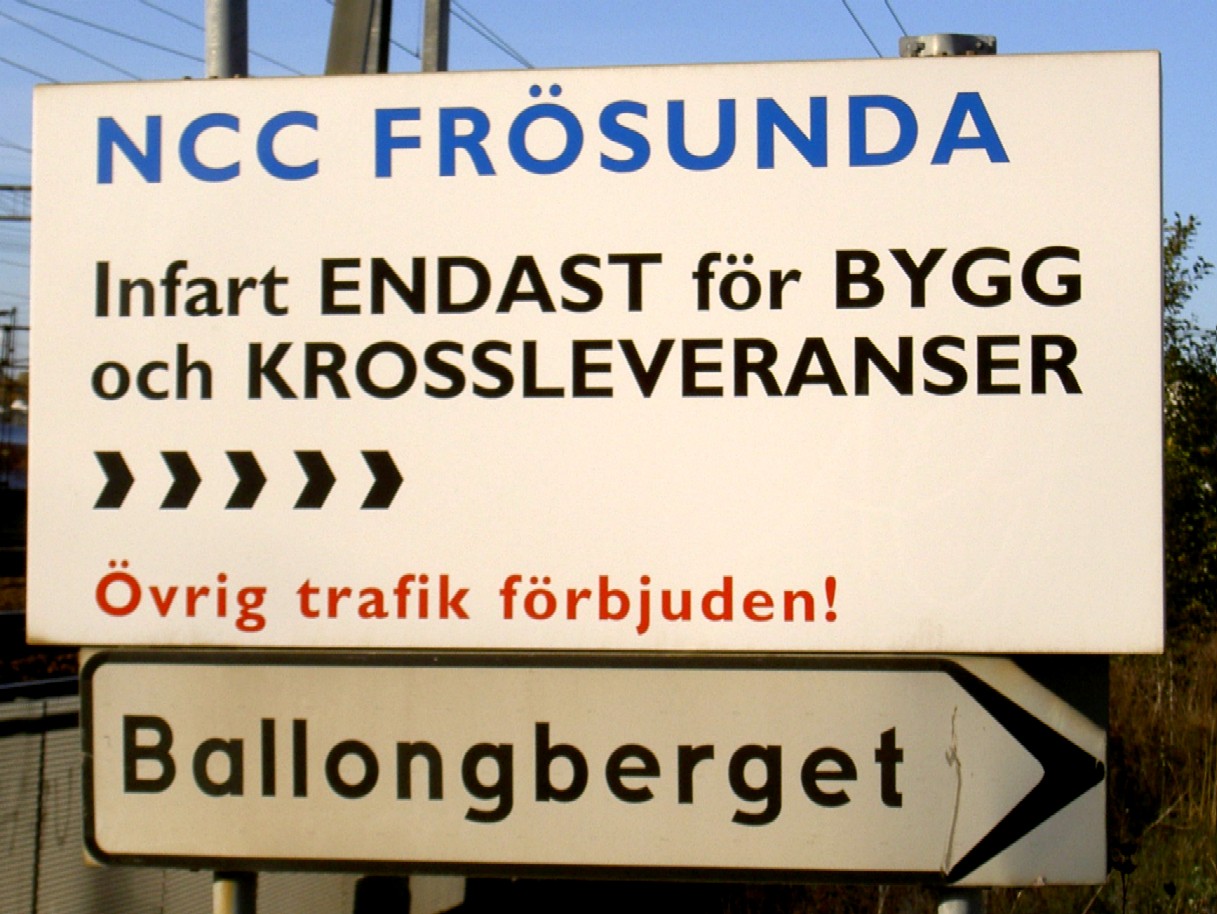 NCC FRÖSUNDA
Infart ENDAST för BYGG
och KROSSLEVERANSER
Övrig trafik förbjuden!
Ballongberget